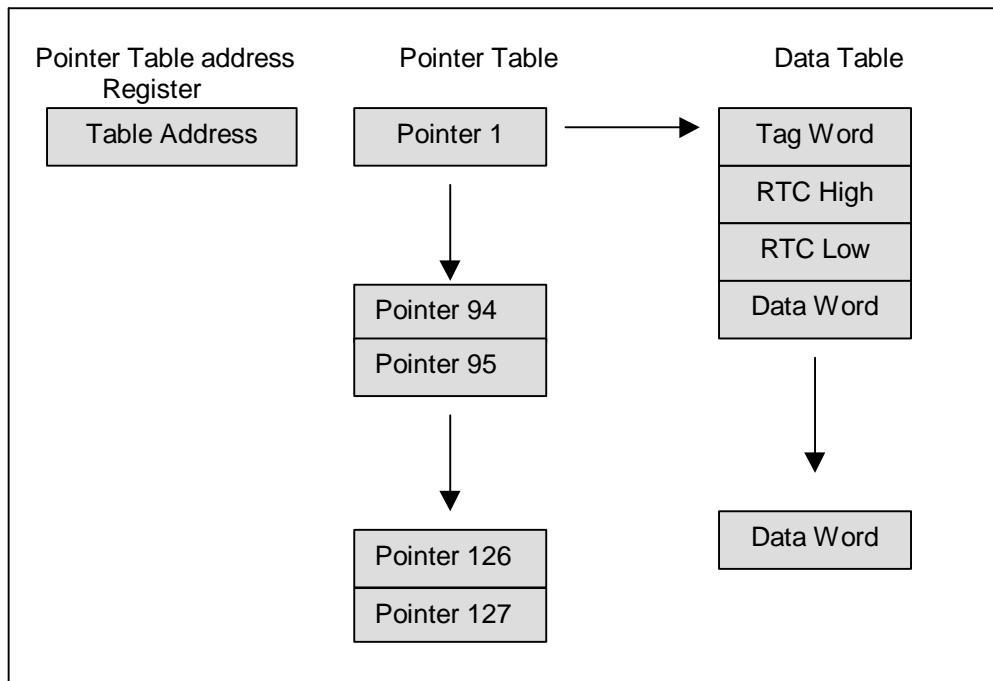 Pointer Table address
Register
Table Address
Pointer Table
Pointer 1
Pointer 94
Pointer 95
Pointer 126
Pointer 127
Data Table
Tag Word
RTC High
RTC Low
Data Word
Data Word